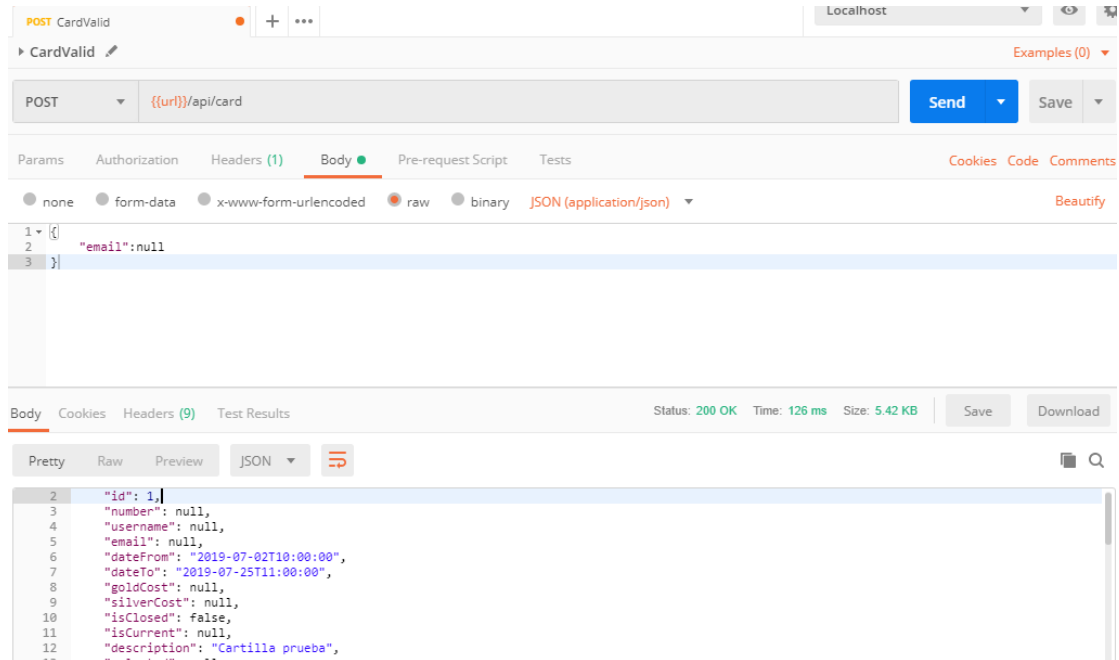 POST CardValid
Localhost
CardValid
Examples (0)
POST {{url}}/api/card Send Save
Params Authorization Headers (1) Body Pre-request Script Tests Cookies Code Comments
none form-data x-www-form-urlencoded raw binary JSON (application/json) Beautify
1 {
2 "email":null
3 }
Body Cookies Headers (9) Test Results Status: 200 OK Time: 126 ms Size: 5.42 KB Save Download
Pretty Raw Preview JSON
2 "id": 1,
3 "number": null,
4 "username": null,
5 "email": null,
6 "dateFrom": "2019-07-02T10:00:00",
7 "dateTo": "2019-07-25T11:00:00",
8 "goldCost": null,
9 "silverCost": null,
10 "isClosed": false,
11 "isCurrent": null,
12 "description": "Cartilla prueba",